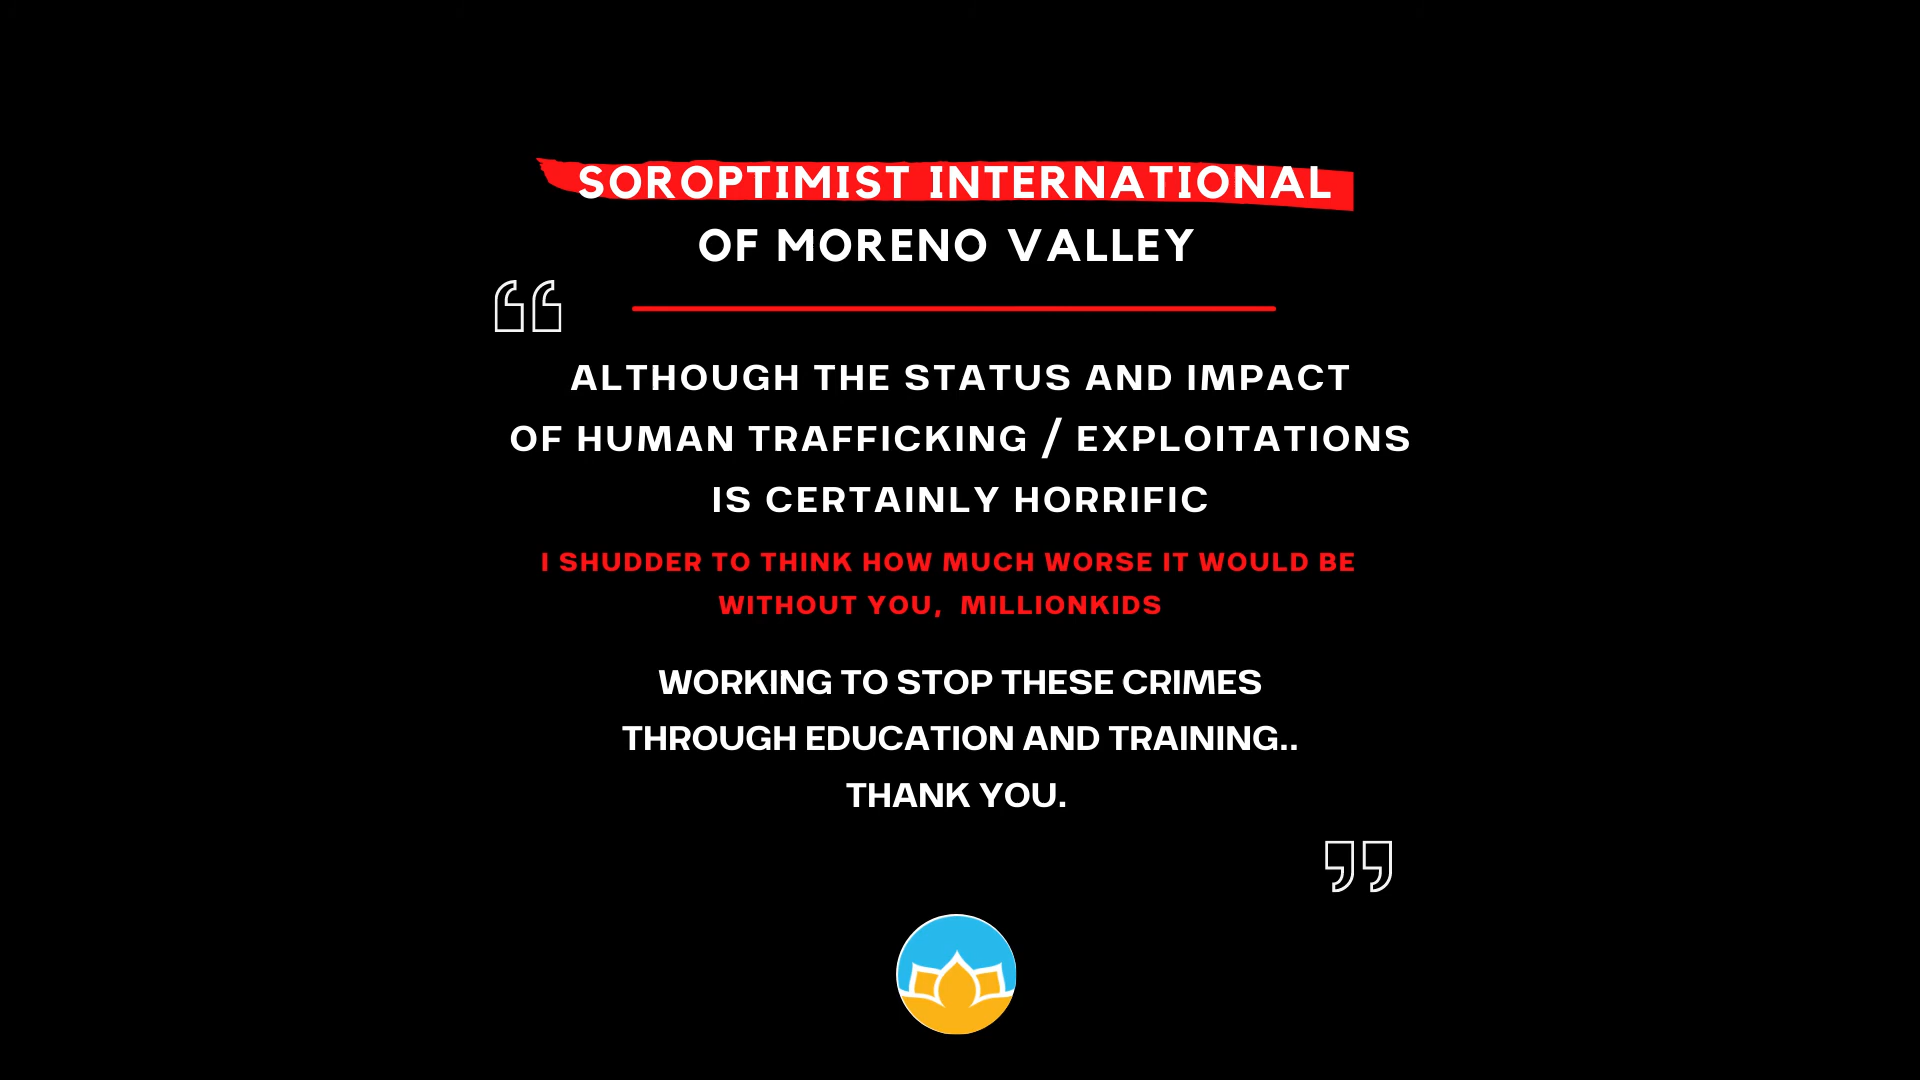 SOROPTIMIST INTERNATIONAL
OF MORENO VALLEY
“
ALTHOUGH THE STATUS AND IMPACT
OF HUMAN TRAFFICKING / EXPLOITATIONS
IS CERTAINLY HORRIFIC
I SHUDDER TO THINK HOW MUCH WORSE IT WOULD BE
WITHOUT YOU, MILLIONKIDS
WORKING TO STOP THESE CRIMES
THROUGH EDUCATION AND TRAINING..
THANK YOU.
”